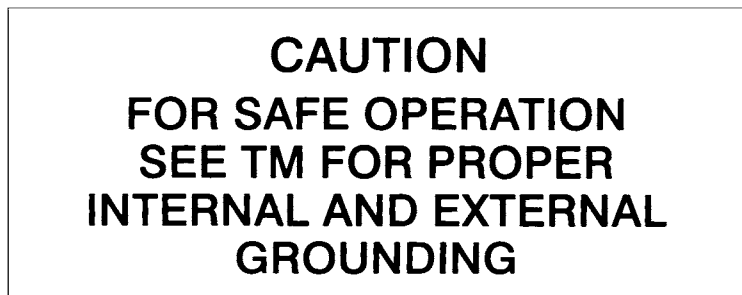 CAUTION
FOR SAFE OPERATION
SEE TM FOR PROPER
INTERNAL AND EXTERNAL
GROUNDING